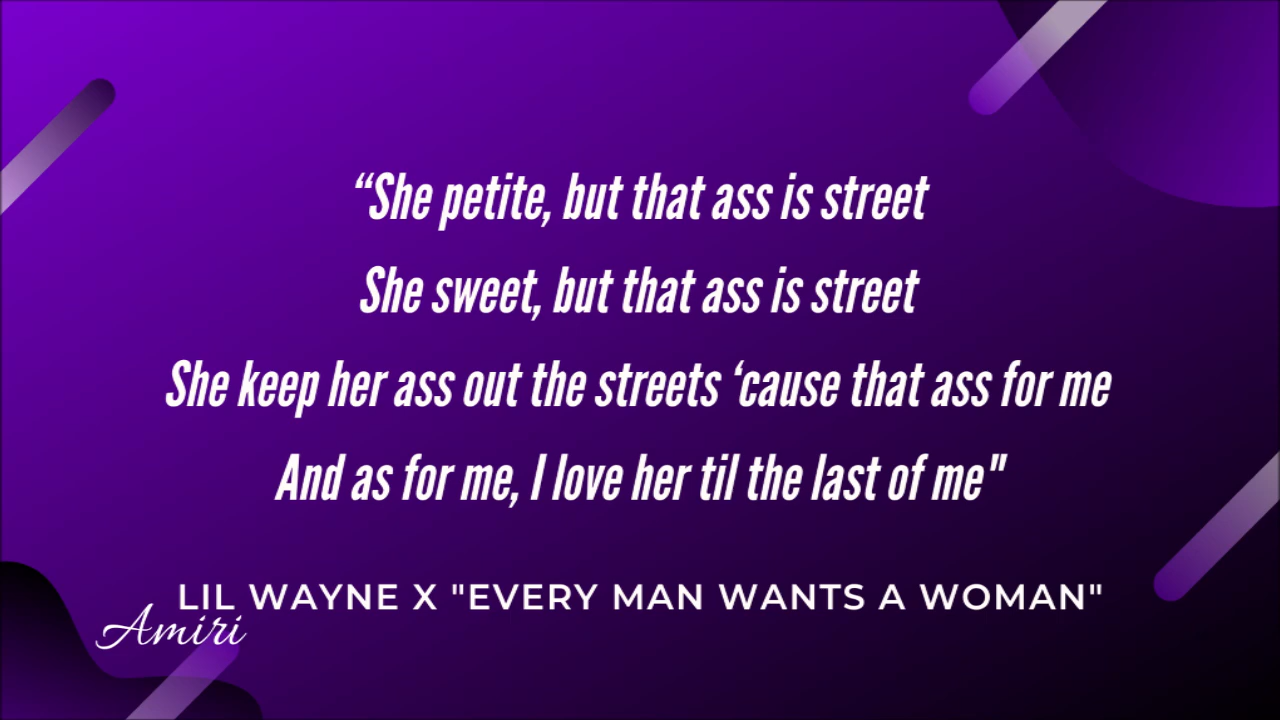 “She petite, but that ass is street
She sweet, but that ass is street
She keep her ass out the streets ‘cause that ass for me
And as for me, I love her til the last of me"
LIL WAYNE X "EVERY MAN WANTS A WOMAN"
Amiri